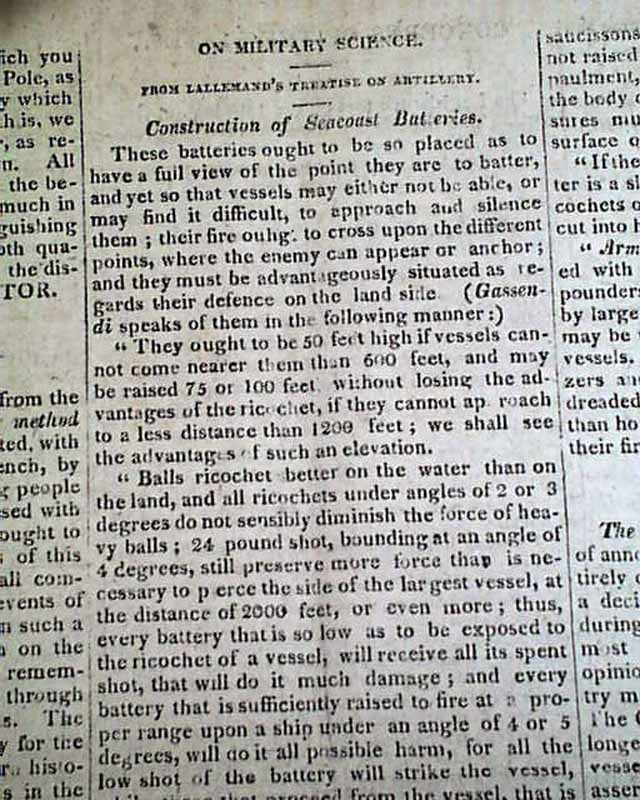 hich you
Pole, as
y which
h is, we
r, as re-
n. All
the be-
much in
guishing
oth qua-
the dis-
TOR.
from the
method
ted, with
ench, by
g people
sed with
ought to
s of this
all com-
events of
n such a
n on the
remem-
through
s. The
y for the
histo-
s in the
ON MILITARY SCIENCE.
FROM LALLEMAND'S TREATISE ON ARTILLERY.
Construction of Seacoast Batteries.
These batteries ought to be so placed as to
have a full view of the point they are to batter,
and yet so that vessels may either not be able, or
may find it difficult, to approach and silence
them ; their fire ouhgt to cross upon the different
points, where the enemy can appear or anchor ;
and they must be advantageously situated as re-
gards their defence on the land side (Gassen-
di speaks of them in the following manner :)
" They ought to be 50 feet high if vessels can-
not come nearer them than 600 feet, and may
be raised 75 or 100 feet without losing the ad-
vantages of the ricochet, if they cannot ap roach
to a less distance than 1200 feet ; we shall see
the advantages of such an elevation.
" Balls ricochet better on the water than on
the land, and all ricochets under angles of 2 or 3
degrees do not sensibly diminish the force of hea-
vy balls ; 24 pound shot, bounding at an angle of
4 degrees, still preserve more force than is ne-
cessary to p erce the side of the largest vessel, at
the distance of 2000 feet, or even more ; thus,
every battery that is so low as to be exposed to
the ricochet of a vessel, will receive all its spent
shot, that will do it much damage ; and every
battery that is sufficiently raised to fire at a pro-
per range upon a ship under an angle of 4 or 5
degrees, will do it all possible harm, for all the
low shot of the battery will strike the vessel,
proceed from the vessel, that is
saucissons
not raised
paulment,
the body o
sures mu
surface o
" If the
ter is a si
cochets o
cut into h
" Arm
ed with
pounders
by large
may be
vessels.
zers an
dreaded
than ho
their fir
The
of anno
tirely
a deci
during
most
opinio
try m
The
longe
vesse
asser